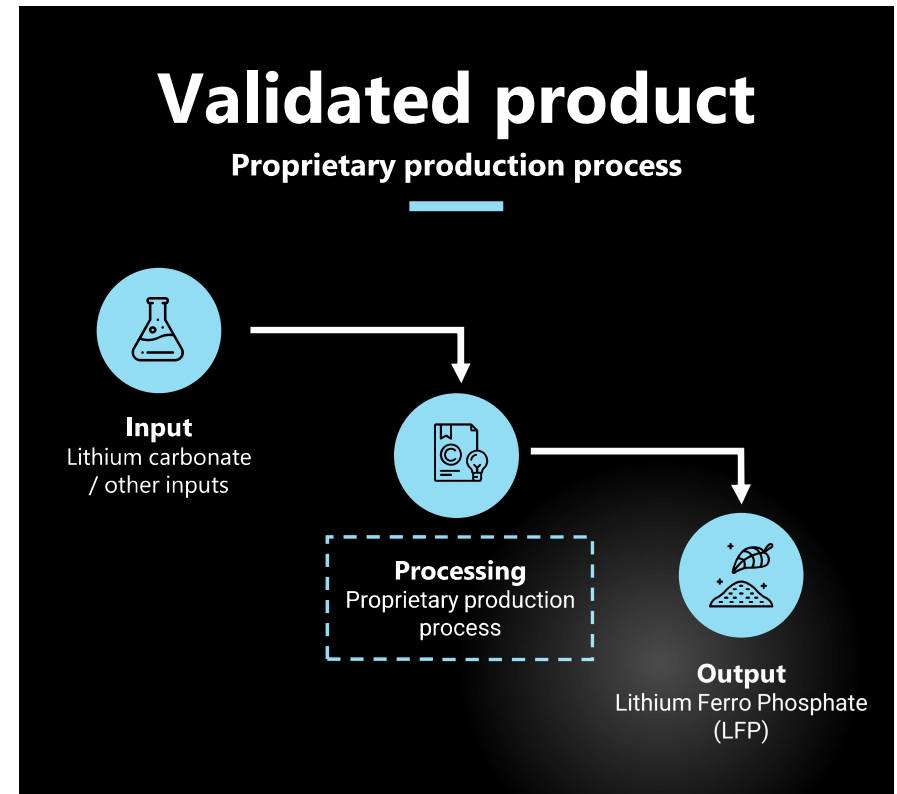 Validated product
Proprietary production process
Input
Lithium carbonate
/ other inputs
Processing
Proprietary production
process
Output
Lithium Ferro Phosphate
(LFP)